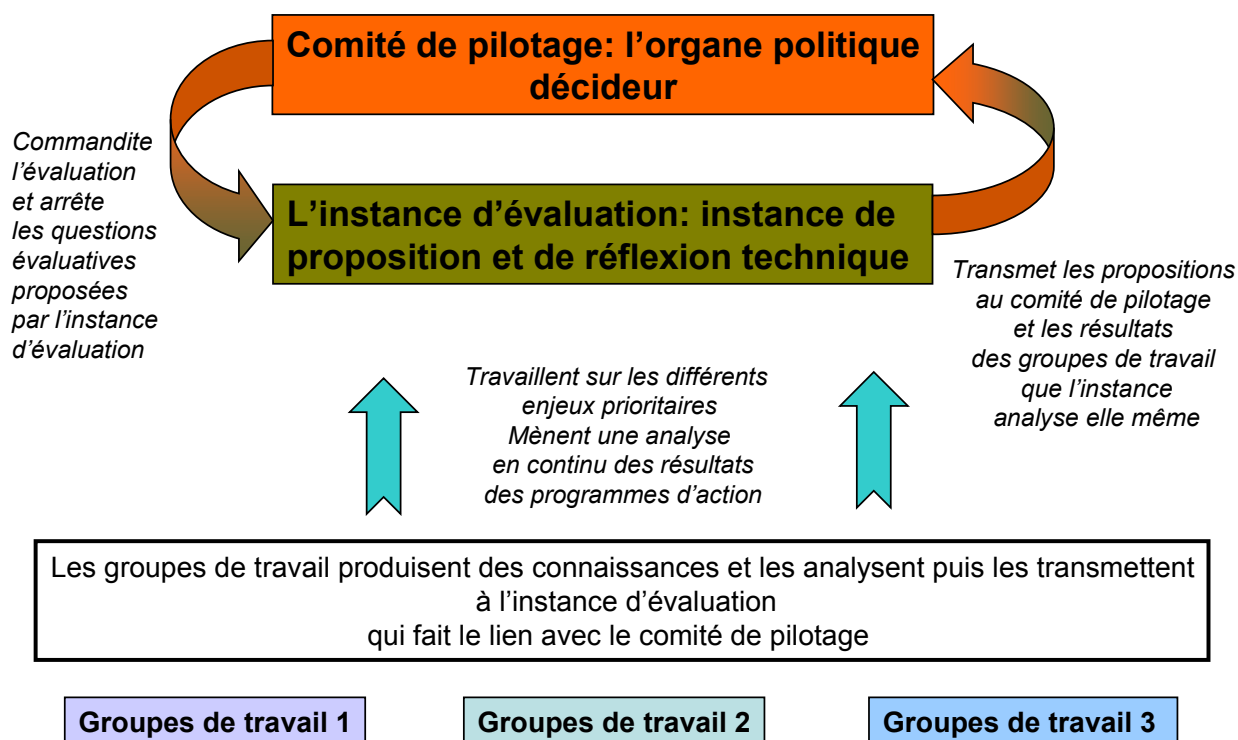 Comité de pilotage: l’organe politique
décideur
Commandite
l’évaluation
et arrête
les questions
évaluatives
proposées
par l’instance
d’évaluation
L’instance d’évaluation: instance de
proposition et de réflexion technique
Transmet les propositions
au comité de pilotage
et les résultats
des groupes de travail
que l’instance
analyse elle même
Travaillent sur les différents
enjeux prioritaires
Mènent une analyse
en continu des résultats
des programmes d’action
Les groupes de travail produisent des connaissances et les analysent puis les transmettent
à l’instance d’évaluation
qui fait le lien avec le comité de pilotage
Groupes de travail 1
Groupes de travail 2
Groupes de travail 3